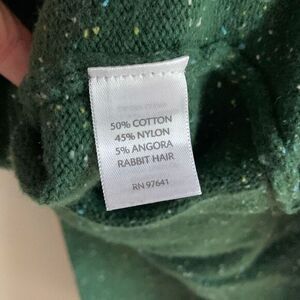 50% COTTON
45% NYLON
5% ANGORA
RABBIT HAIR
RN 97641